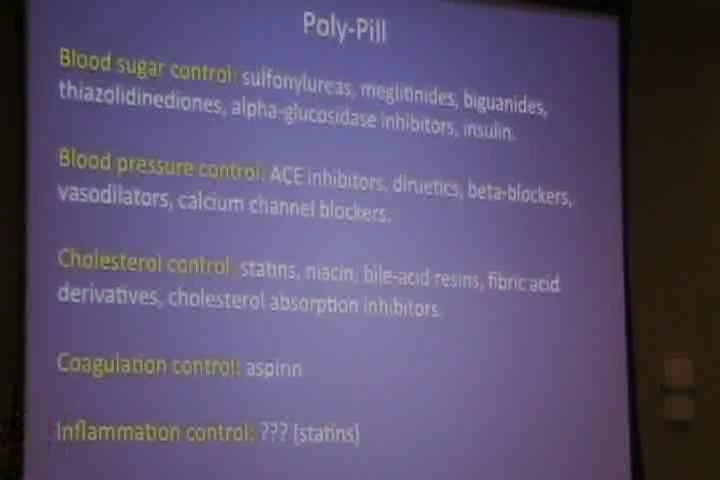 Poly-Pill
Blood sugar control: sulfonylureas, meglitinides, biguanides,
thiazolidinediones, alpha-glucosidase inhibitors, insulin.
Blood pressure control: ACE inhibitors, diruetics, beta-blockers,
vasodilators, calcium channel blockers.
Cholesterol control: statins, niacin, bile-acid resins, fibric acid
derivatives, cholesterol absorption inhibitors.
Coagulation control: aspirin
Inflammation control: ??? (statins)